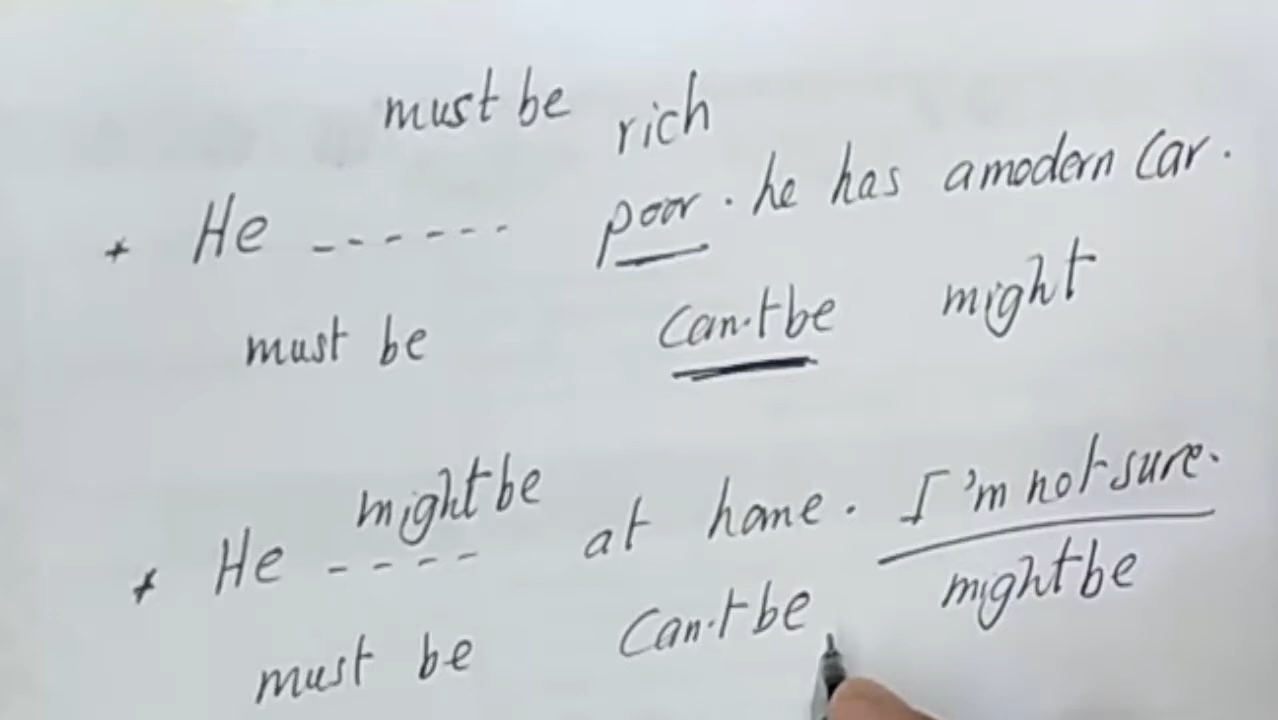 must be rich
* He ------ poor. he has a modern Car.
must be Can't be might
might be
* He ---- at home. I'm not sure.
must be Can't be might be